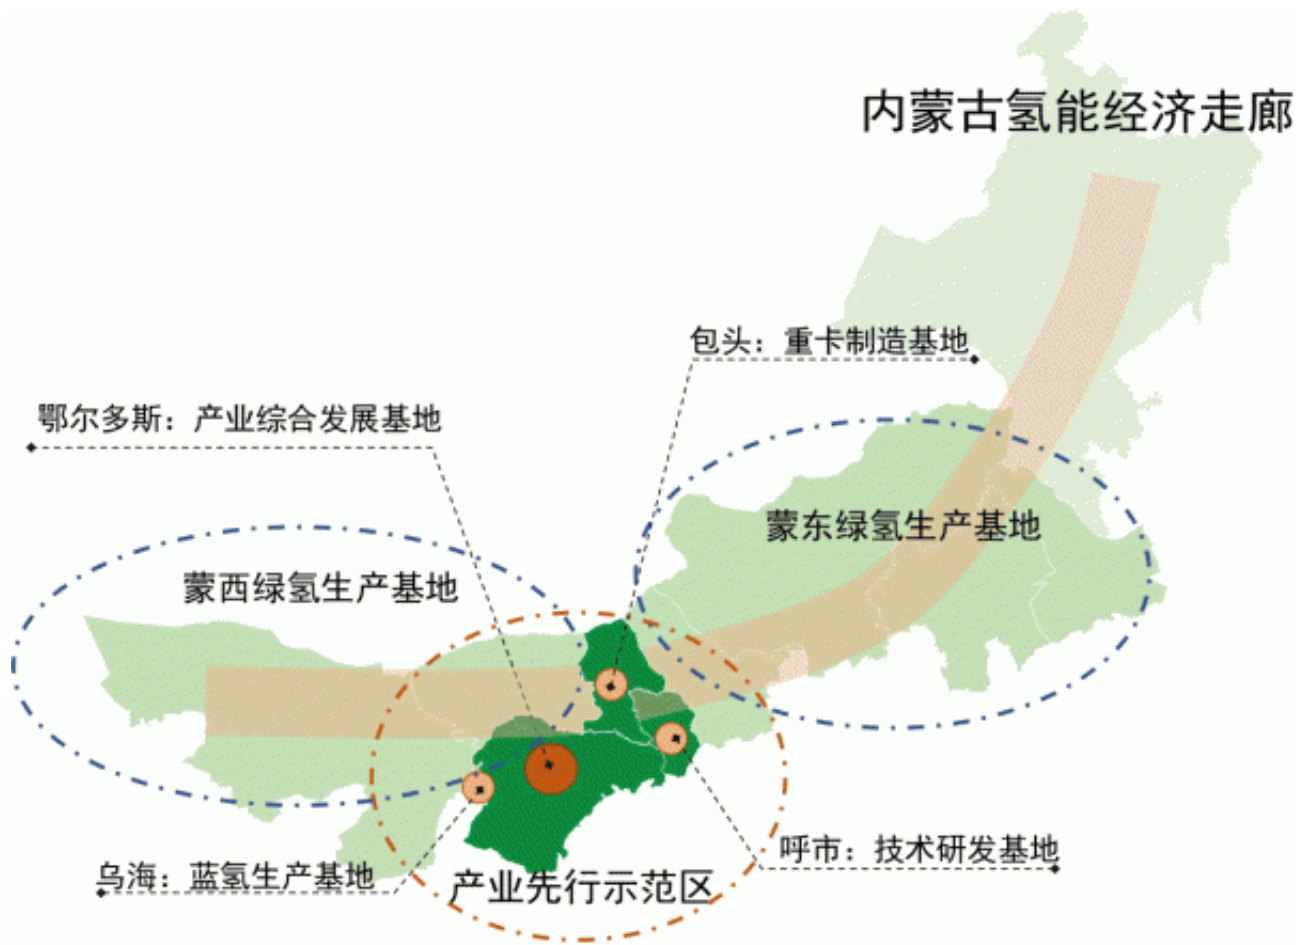 内蒙古氢能经济走廊
包头：重卡制造基地
鄂尔多斯：产业综合发展基地
蒙东绿氢生产基地
蒙西绿氢生产基地
呼市：技术研发基地
乌海：蓝氢生产基地
产业先行示范区